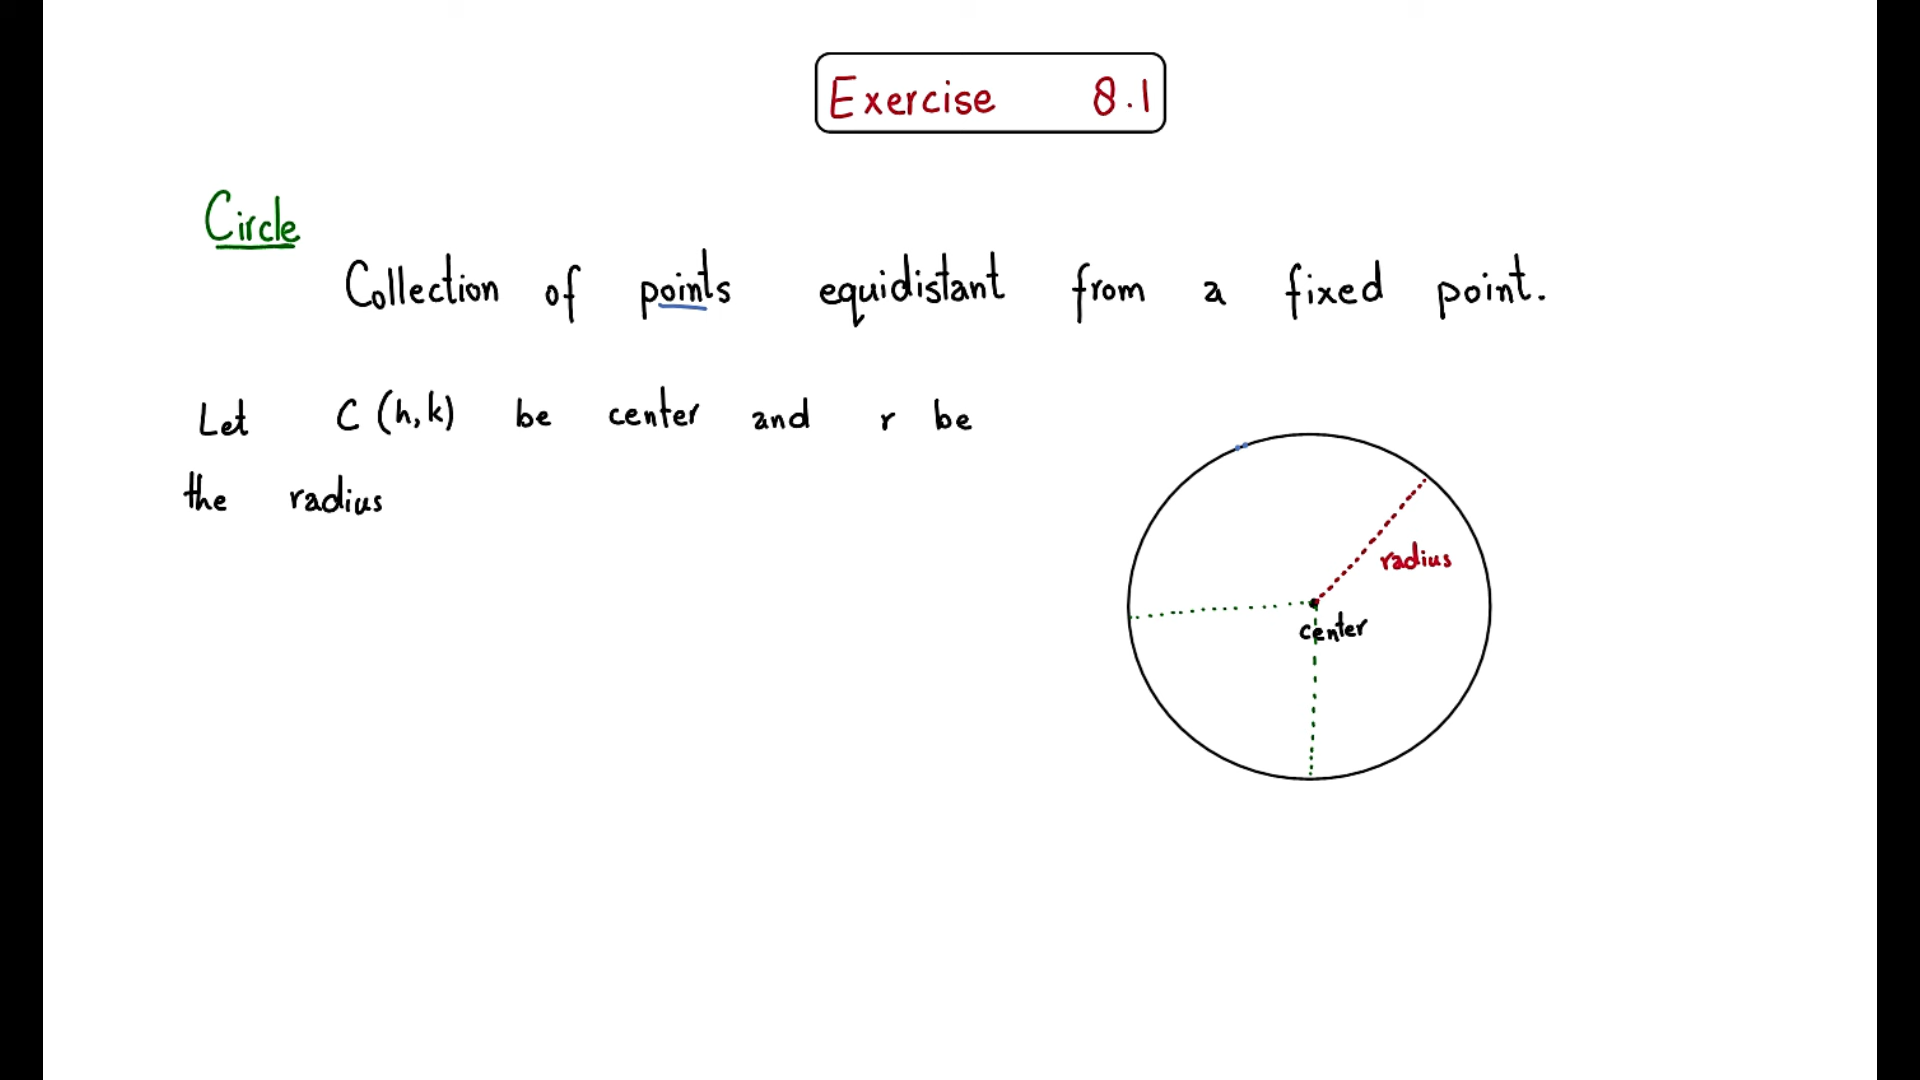 Exercise 8.1
Circle
Collection of points equidistant from a fixed point.
Let C (h,k) be center and r be
the radius
radius
center